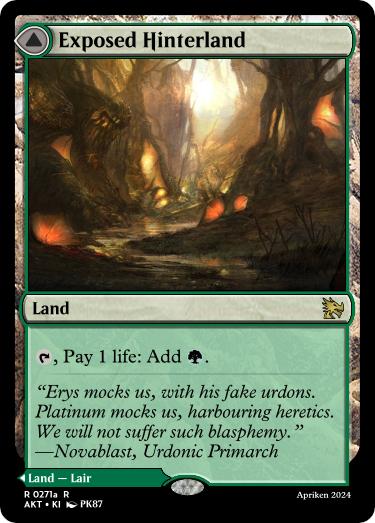 Exposed Hinterland
Land
, Pay 1 life: Add .
“Erys mocks us, with his fake urdons.
Platinum mocks us, harbouring heretics.
We will not suffer such blasphemy.”
—Novablast, Urdonic Primarch
Land — Lair
R 0271a R
Apriken 2024
AKT • KI PK87